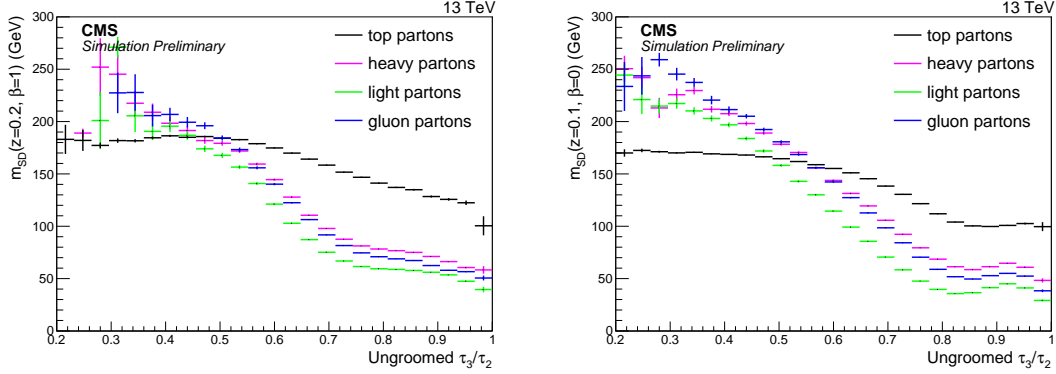 13 TeV
m_SD(z=0.2, β=1) (GeV)
CMS
Simulation Preliminary
top partons
heavy partons
light partons
gluon partons
300
250
200
150
100
50
0
0.2 0.3 0.4 0.5 0.6 0.7 0.8 0.9 1
Ungroomed τ₃/τ₂
13 TeV
m_SD(z=0.1, β=0) (GeV)
CMS
Simulation Preliminary
top partons
heavy partons
light partons
gluon partons
300
250
200
150
100
50
0
0.2 0.3 0.4 0.5 0.6 0.7 0.8 0.9 1
Ungroomed τ₃/τ₂